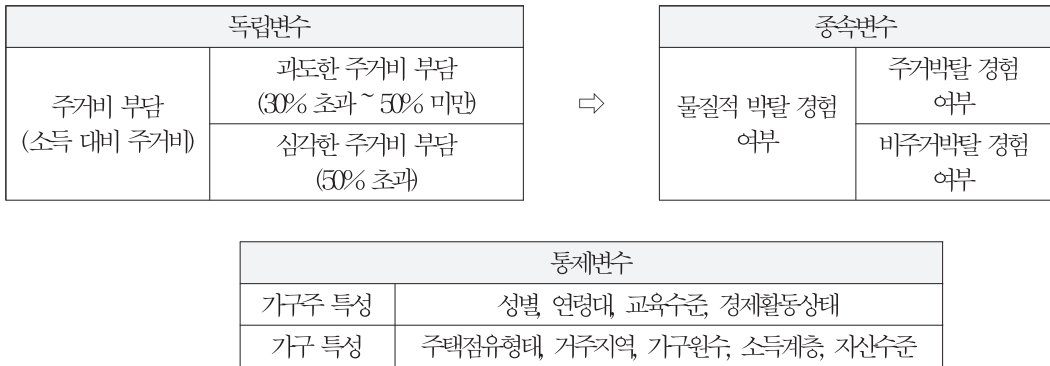 독립변수
주거비 부담
(소득 대비 주거비)
과도한 주거비 부담
(30% 초과 ~ 50% 미만)
심각한 주거비 부담
(50% 초과)
⇨
종속변수
물질적 박탈 경험
여부
주거박탈 경험
여부
비주거박탈 경험
여부
통제변수
가구주 특성
성별, 연령대, 교육수준, 경제활동상태
가구 특성
주택점유형태, 거주지역, 가구원수, 소득계층, 자산수준